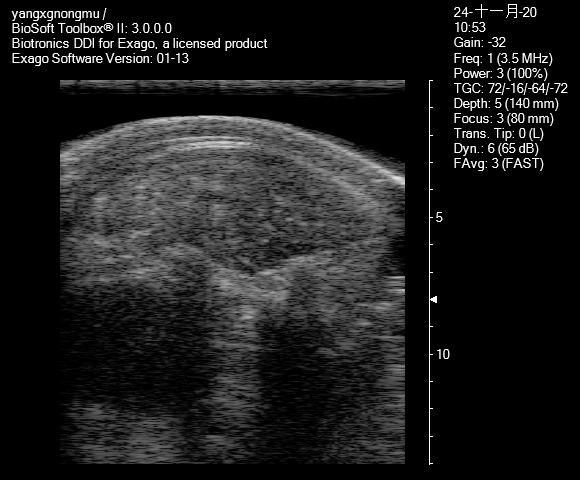 yangxgnongmu /
BioSoft Toolbox® II: 3.0.0.0
Biotronics DDI for Exago, a licensed product
Exago Software Version: 01-13
24-十一月-20
10:53
Gain: -32
Freq: 1 (3.5 MHz)
Power: 3 (100%)
TGC: 72/-16/-64/-72
Depth: 5 (140 mm)
Focus: 3 (80 mm)
Trans. Tip: 0 (L)
Dyn.: 6 (65 dB)
FAvg: 3 (FAST)
5
10